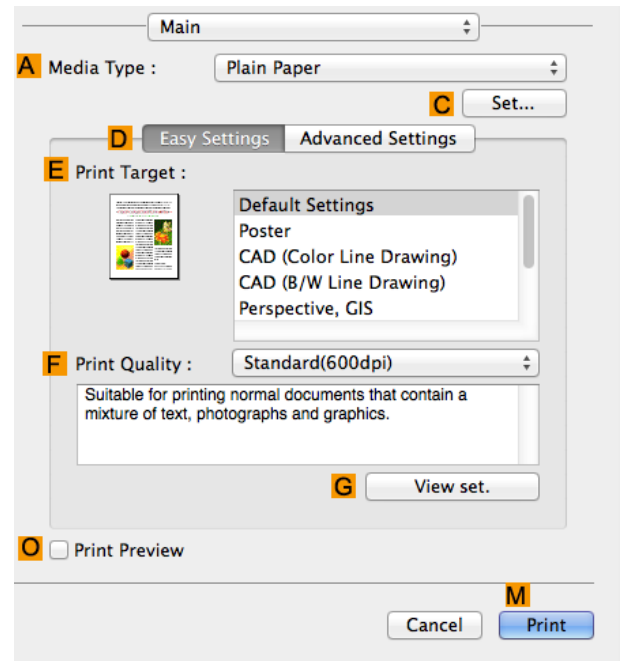 Main
A Media Type : Plain Paper
C Set...
D Easy Settings Advanced Settings
E Print Target :
Default Settings
Poster
CAD (Color Line Drawing)
CAD (B/W Line Drawing)
Perspective, GIS
F Print Quality : Standard(600dpi)
Suitable for printing normal documents that contain a
mixture of text, photographs and graphics.
G View set.
O Print Preview
M
Cancel Print